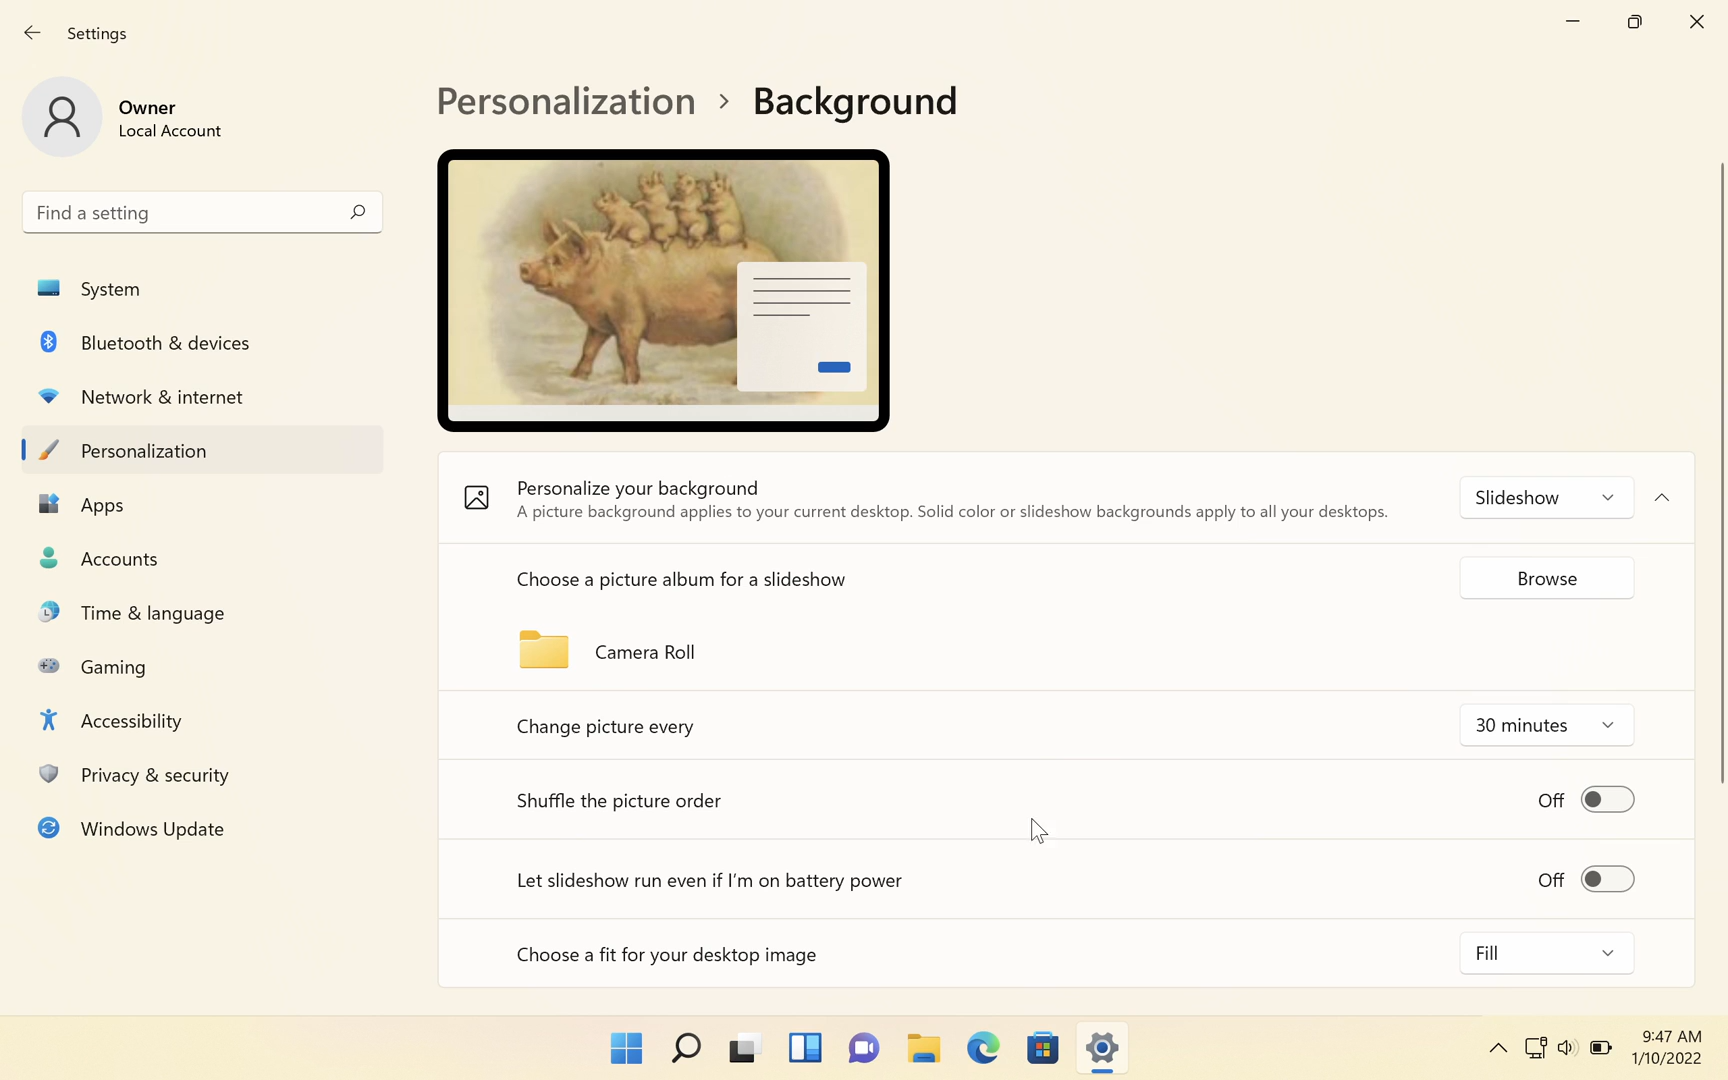 Settings
Owner
Local Account
Find a setting
System
Bluetooth & devices
Network & internet
Personalization
Apps
Accounts
Time & language
Gaming
Accessibility
Privacy & security
Windows Update
Personalization > Background
Personalize your background
A picture background applies to your current desktop. Solid color or slideshow backgrounds apply to all your desktops.
Slideshow
Choose a picture album for a slideshow
Browse
Camera Roll
Change picture every
30 minutes
Shuffle the picture order
Off
Let slideshow run even if I'm on battery power
Off
Choose a fit for your desktop image
Fill
9:47 AM
1/10/2022